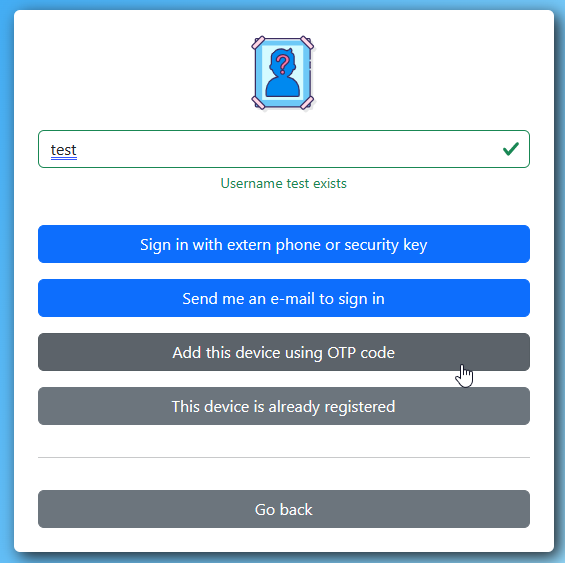 ?
test
Username test exists
Sign in with extern phone or security key
Send me an e-mail to sign in
Add this device using OTP code
This device is already registered
Go back